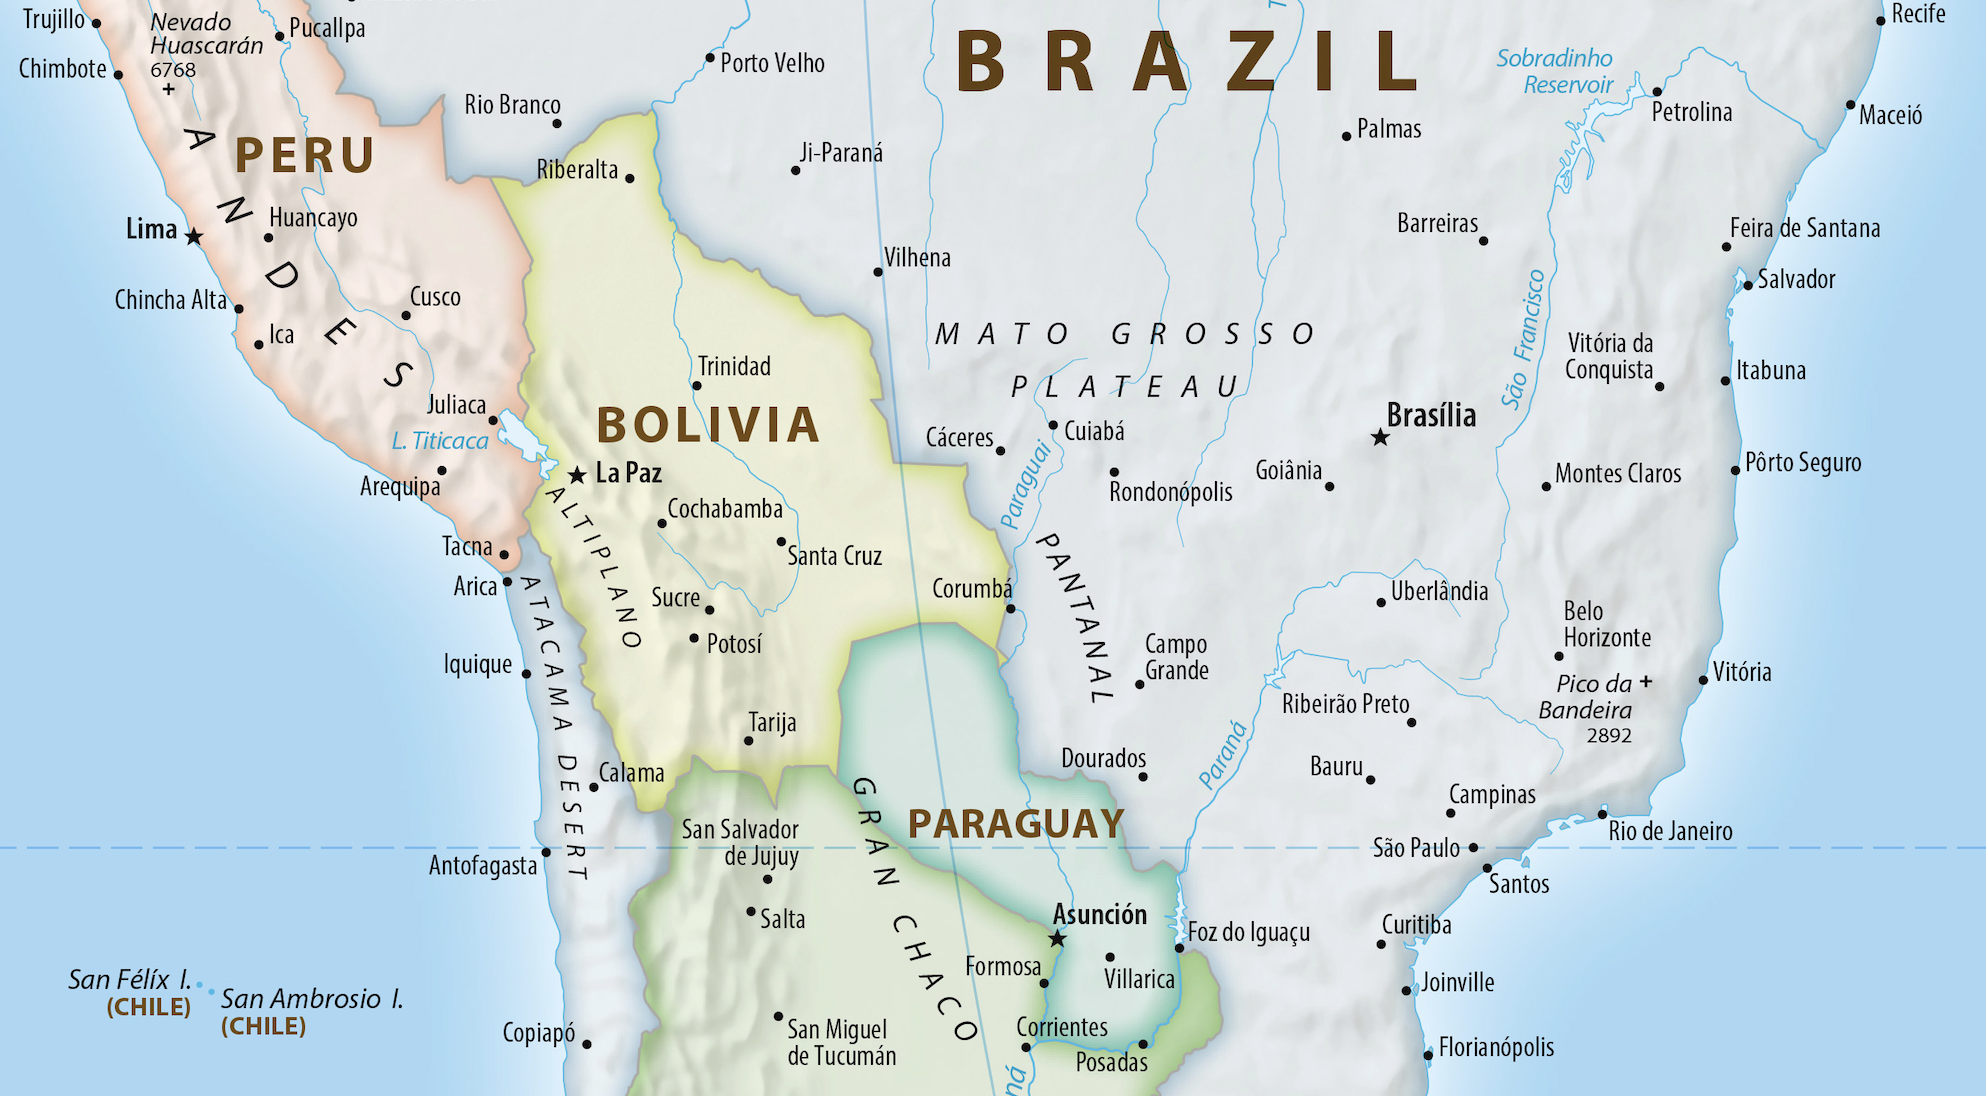 Trujillo
Nevado
Huascarán
6768
Pucallpa
Chimbote
Porto Velho
BRAZIL
Recife
Sobradinho
Reservoir
Petrolina
Maceió
Rio Branco
Palmas
PERU
Riberalta
Ji-Paraná
ANDES
Huancayo
Lima
Barreiras
Feira de Santana
Vilhena
Salvador
Chincha Alta
Cusco
Ica
MATO GROSSO
PLATEAU
São Francisco
Vitória da
Conquista
Itabuna
Trinidad
Juliaca
L. Titicaca
BOLIVIA
Cáceres
Cuiabá
Brasília
La Paz
Arequipa
Paraguai
Rondonópolis
Goiânia
Montes Claros
Pôrto Seguro
ALTIPLANO
Cochabamba
Santa Cruz
Tacna
Arica
PANTANAL
Corumbá
Uberlândia
Sucre
Potosí
Belo
Horizonte
Campo
Grande
Iquique
ATACAMA DESERT
Pico da
Bandeira
2892
Vitória
Ribeirão Preto
Tarija
Paraná
Calama
Dourados
Bauru
Campinas
GRAN CHACO
PARAGUAY
San Salvador
de Jujuy
São Paulo
Rio de Janeiro
Antofagasta
Santos
Salta
Asunción
Foz do Iguaçu
Curitiba
Formosa
Villarica
San Félix I.
(CHILE)
San Ambrosio I.
(CHILE)
Joinville
Copiapó
San Miguel
de Tucumán
Corrientes
Posadas
Florianópolis
ná